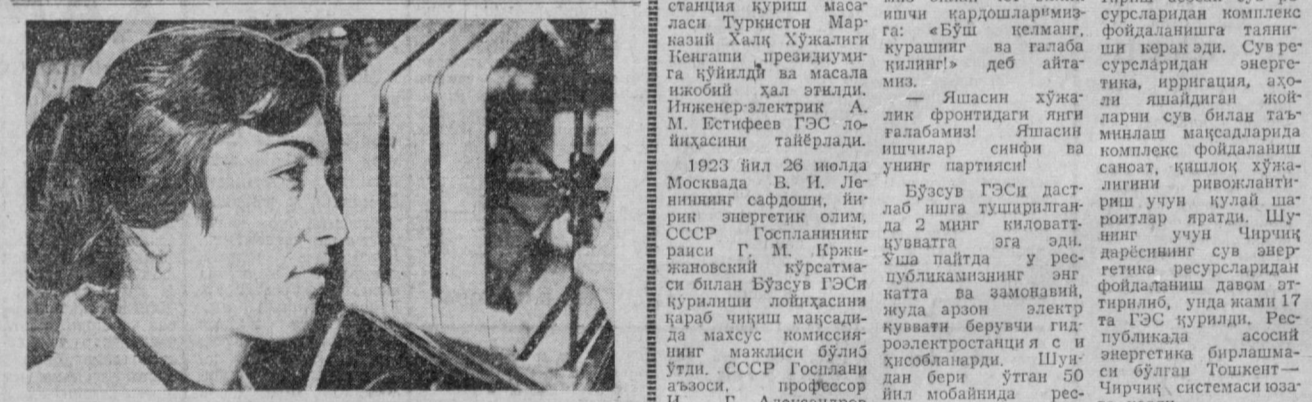 станция қуриш маса-
ласи Туркистон Мар-
казий Халқ Хўжалиги
Кенгаши президиуми-
га қўйилди ва масала
ижобий ҳал этилди.
Инженер-электрик А.
М. Естифеев ГЭС ло-
йиҳасини тайёрлади.
1923 йил 26 июлда
Москвада В. И. Ле-
ниннинг сафдоши, йи-
рик энергетик олим,
СССР Госпланининг
раиси Г. М. Кржи-
жановский кўрсатма-
си билан Бўзсув ГЭСи
қурилиши лойиҳасини
қараб чиқиш мақсади-
да махсус комиссия-
нинг мажлиси бўлиб
ўтди. СССР Госплани
аъзоси, профессор
И. Г. Александров
ишчи қардошларимиз-
га: «Бўш келманг,
курашинг ва ғалаба
қилинг!» деб айта-
миз.
— Яшасин хўжа-
лик фронтидаги янги
ғалабамиз! Яшасин
ишчилар синфи ва
унинг партияси!
Бўзсув ГЭСи даст-
лаб ишга туширилган-
да 2 минг киловатт-
қувватга эга эди.
Ўша пайтда у рес-
публикамизнинг энг
катта ва замонавий,
жуда арзон электр
қуввати берувчи гид-
роэлектростанцияси
ҳисобланарди. Шун-
дан бери ўтган 50
йил мобайнида рес-
сурсларидан комплекс
фойдаланишга таяни-
ши керак эди. Сув ре-
сурсларидан энерге-
тика, ирригация, аҳо-
ли яшайдиган жой-
ларни сув билан таъ-
минлаш мақсадларида
комплекс фойдаланиш
саноат, қишлоқ хўжа-
лигини ривожланти-
риш учун қулай ша-
роитлар яратди. Шу-
нинг учун Чирчиқ
дарёсининг сув энер-
гетика ресурсларидан
фойдаланиш давом эт-
тирилиб, унда жами 17
та ГЭС қурилди. Рес-
публикада асосий
энергетика бирлашма-
си бўлган Тошкент—
Чирчиқ системаси юза-